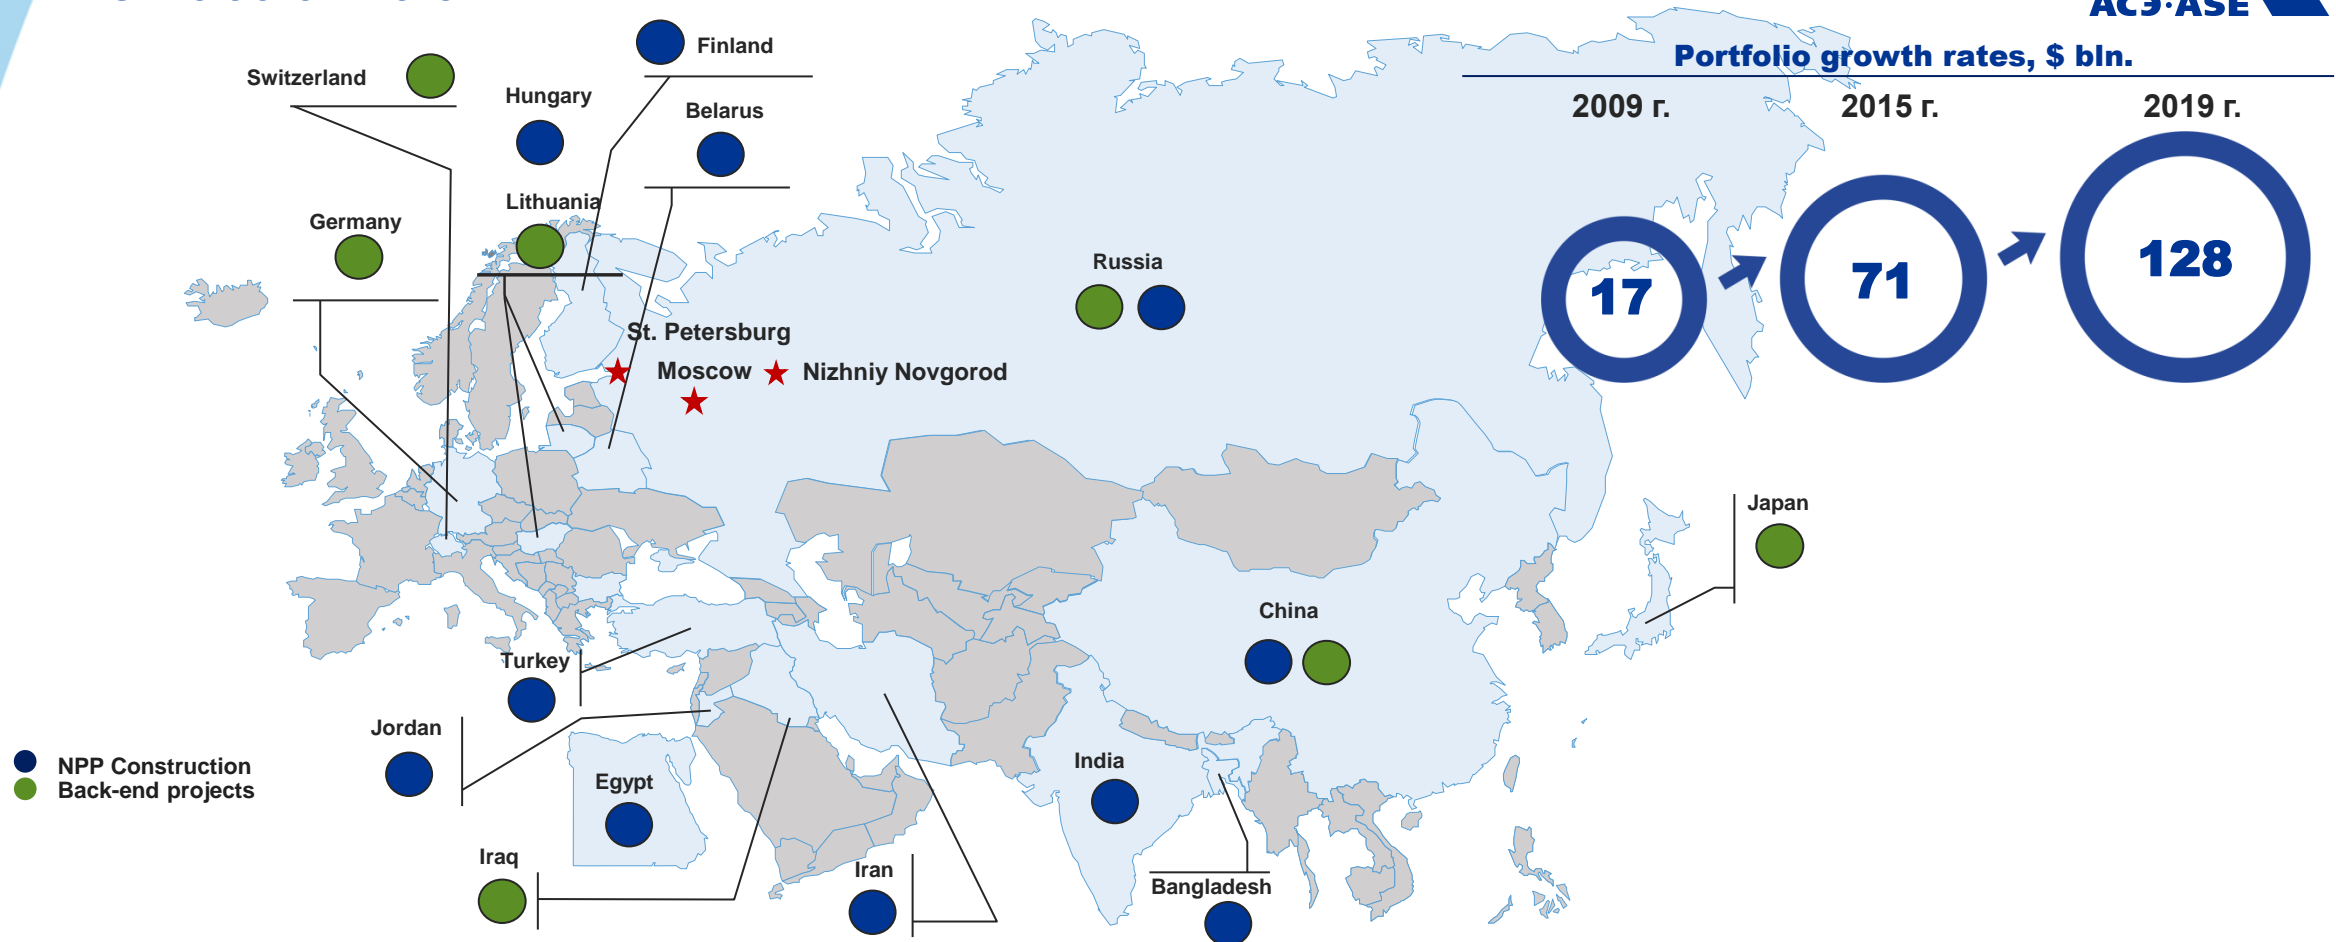 АСЭ·ASE
Portfolio growth rates, $ bln.
2009 г.
2015 г.
2019 г.
17
71
128
Finland
Switzerland
Hungary
Belarus
Lithuania
Germany
Russia
St. Petersburg
Moscow
Nizhniy Novgorod
Japan
China
Turkey
Jordan
NPP Construction
Back-end projects
Egypt
India
Iraq
Iran
Bangladesh